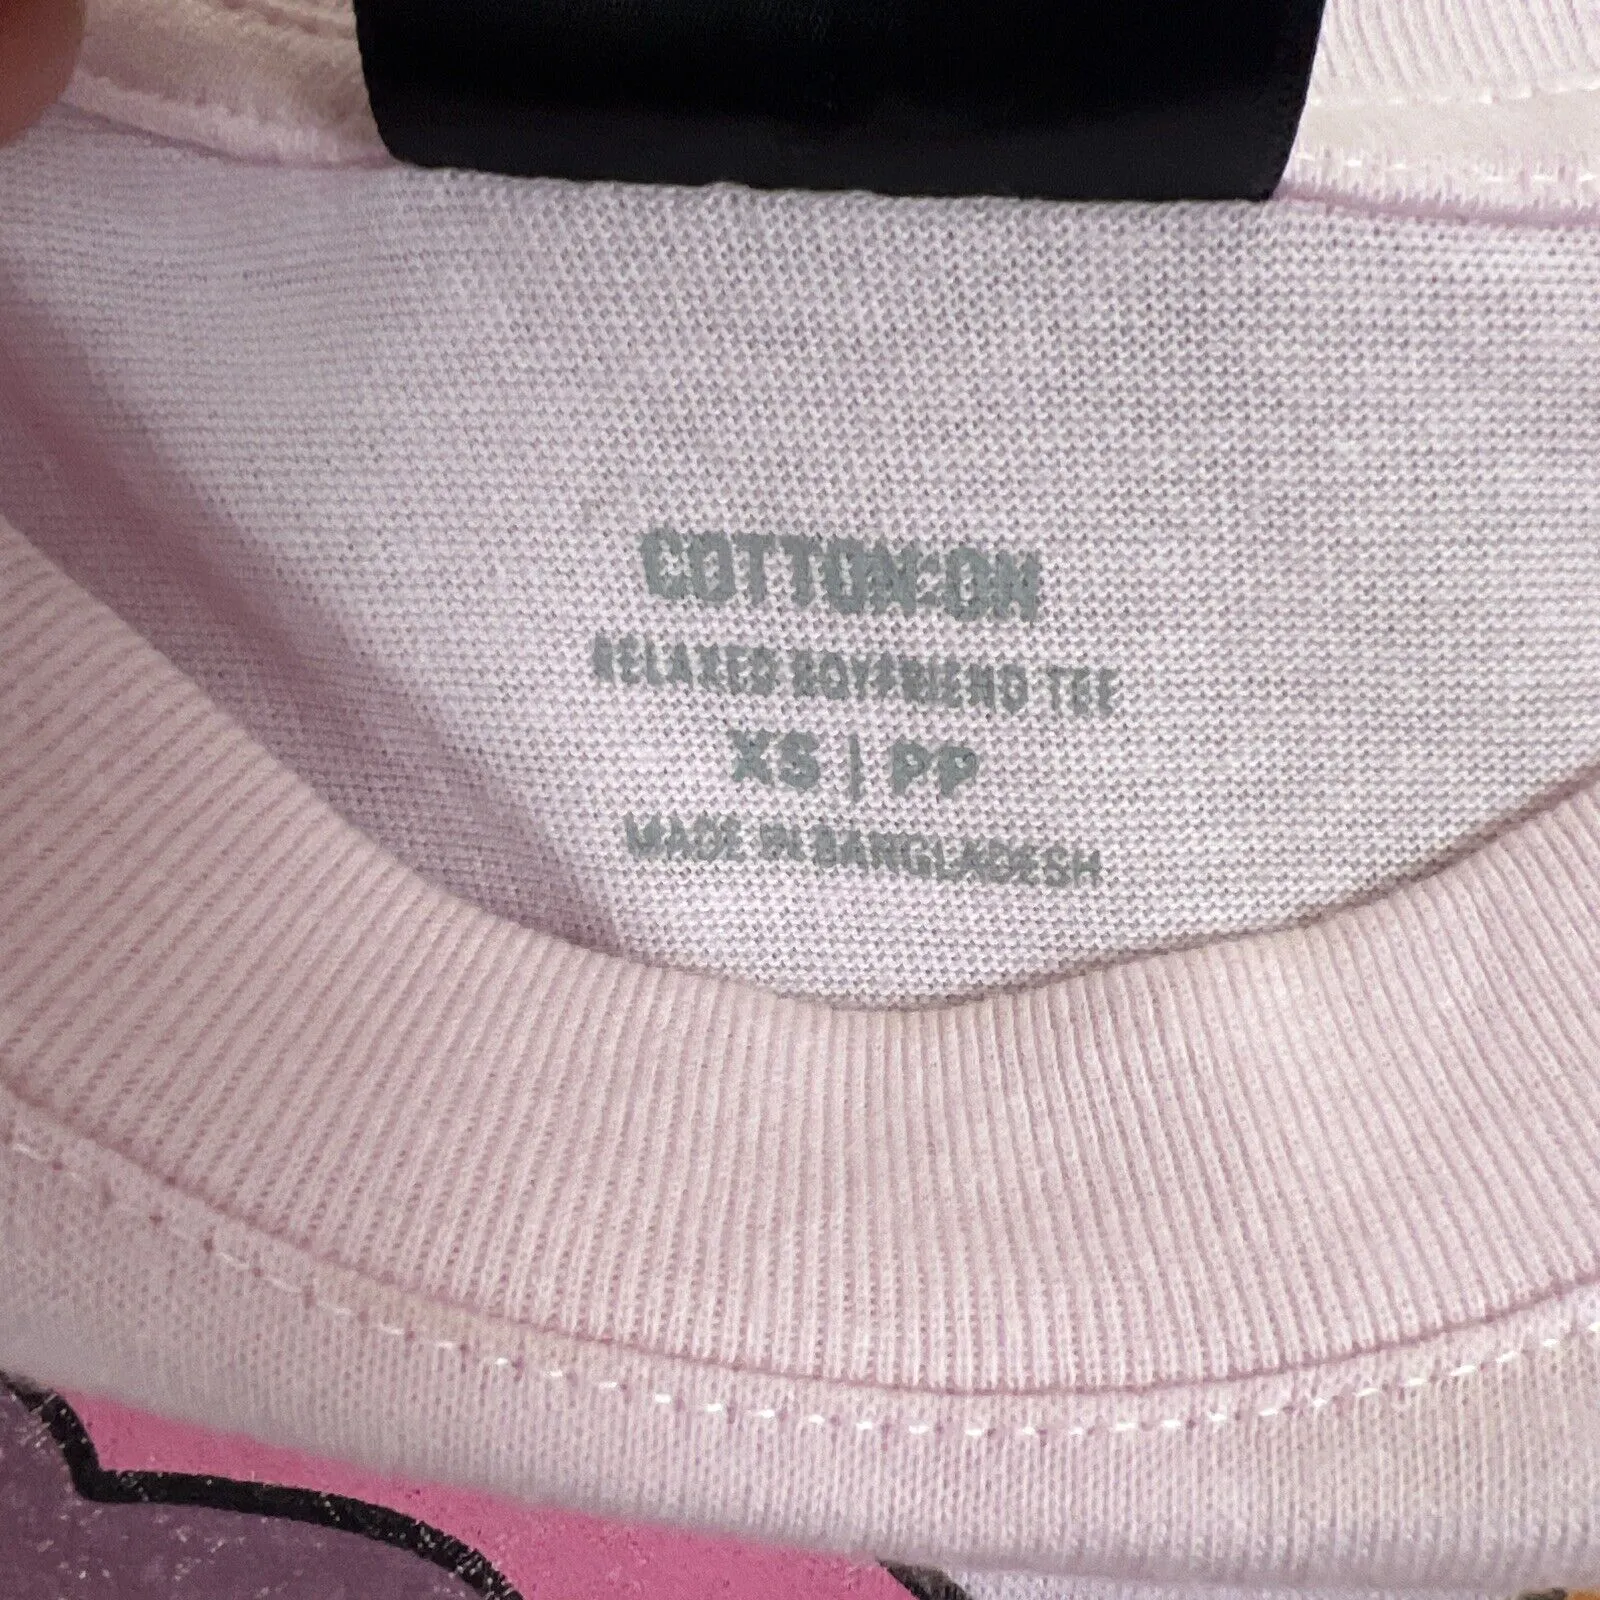 COTTON:ON
RELAXED BOYFRIEND TEE
XS | PP
MADE IN BANGLADESH